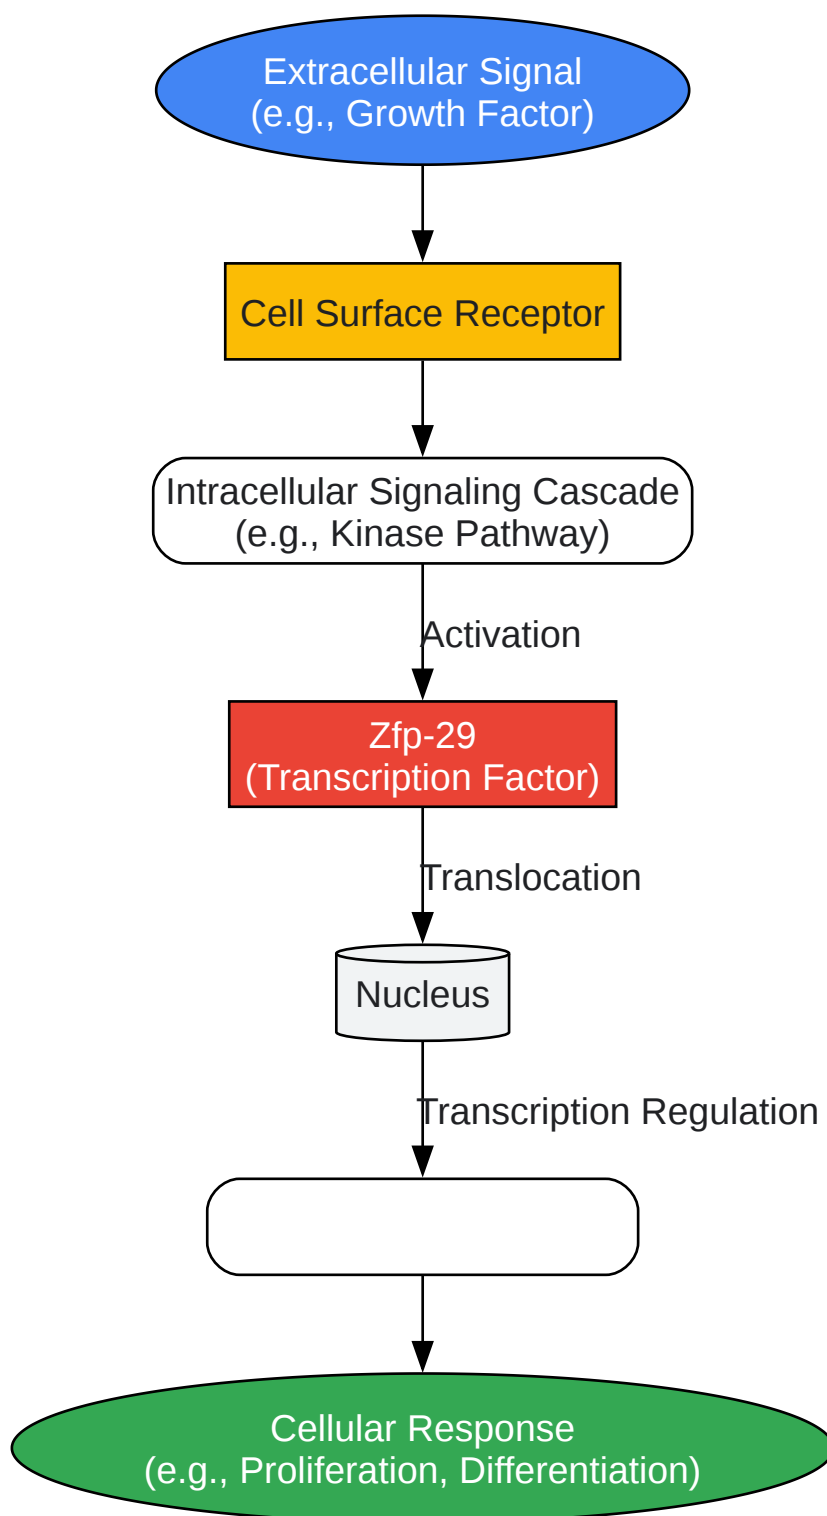 Extracellular Signal
(e.g., Growth Factor)
Cell Surface Receptor
Intracellular Signaling Cascade
(e.g., Kinase Pathway)
Activation
Zfp-29
(Transcription Factor)
Translocation
Nucleus
Transcription Regulation
Cellular Response
(e.g., Proliferation, Differentiation)